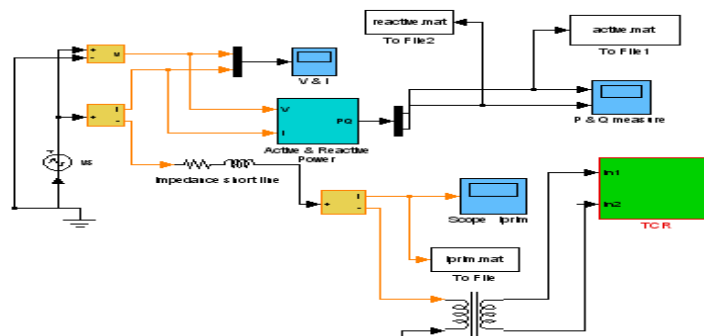 reactive.mat
To File2
active.mat
To File1
v
V & I
P & Q measure
V
I
PQ
Active & Reactive
Power
I
Impedance short line
In1
In2
TCR
I
Scope Iprim
Iprim.mat
To File